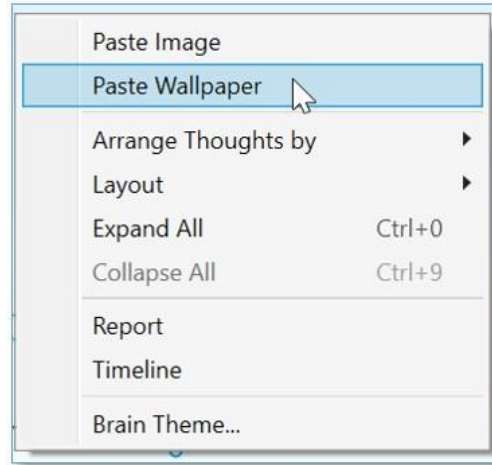 Paste Image
Paste Wallpaper
Arrange Thoughts by
Layout
Expand All Ctrl+0
Collapse All Ctrl+9
Report
Timeline
Brain Theme...